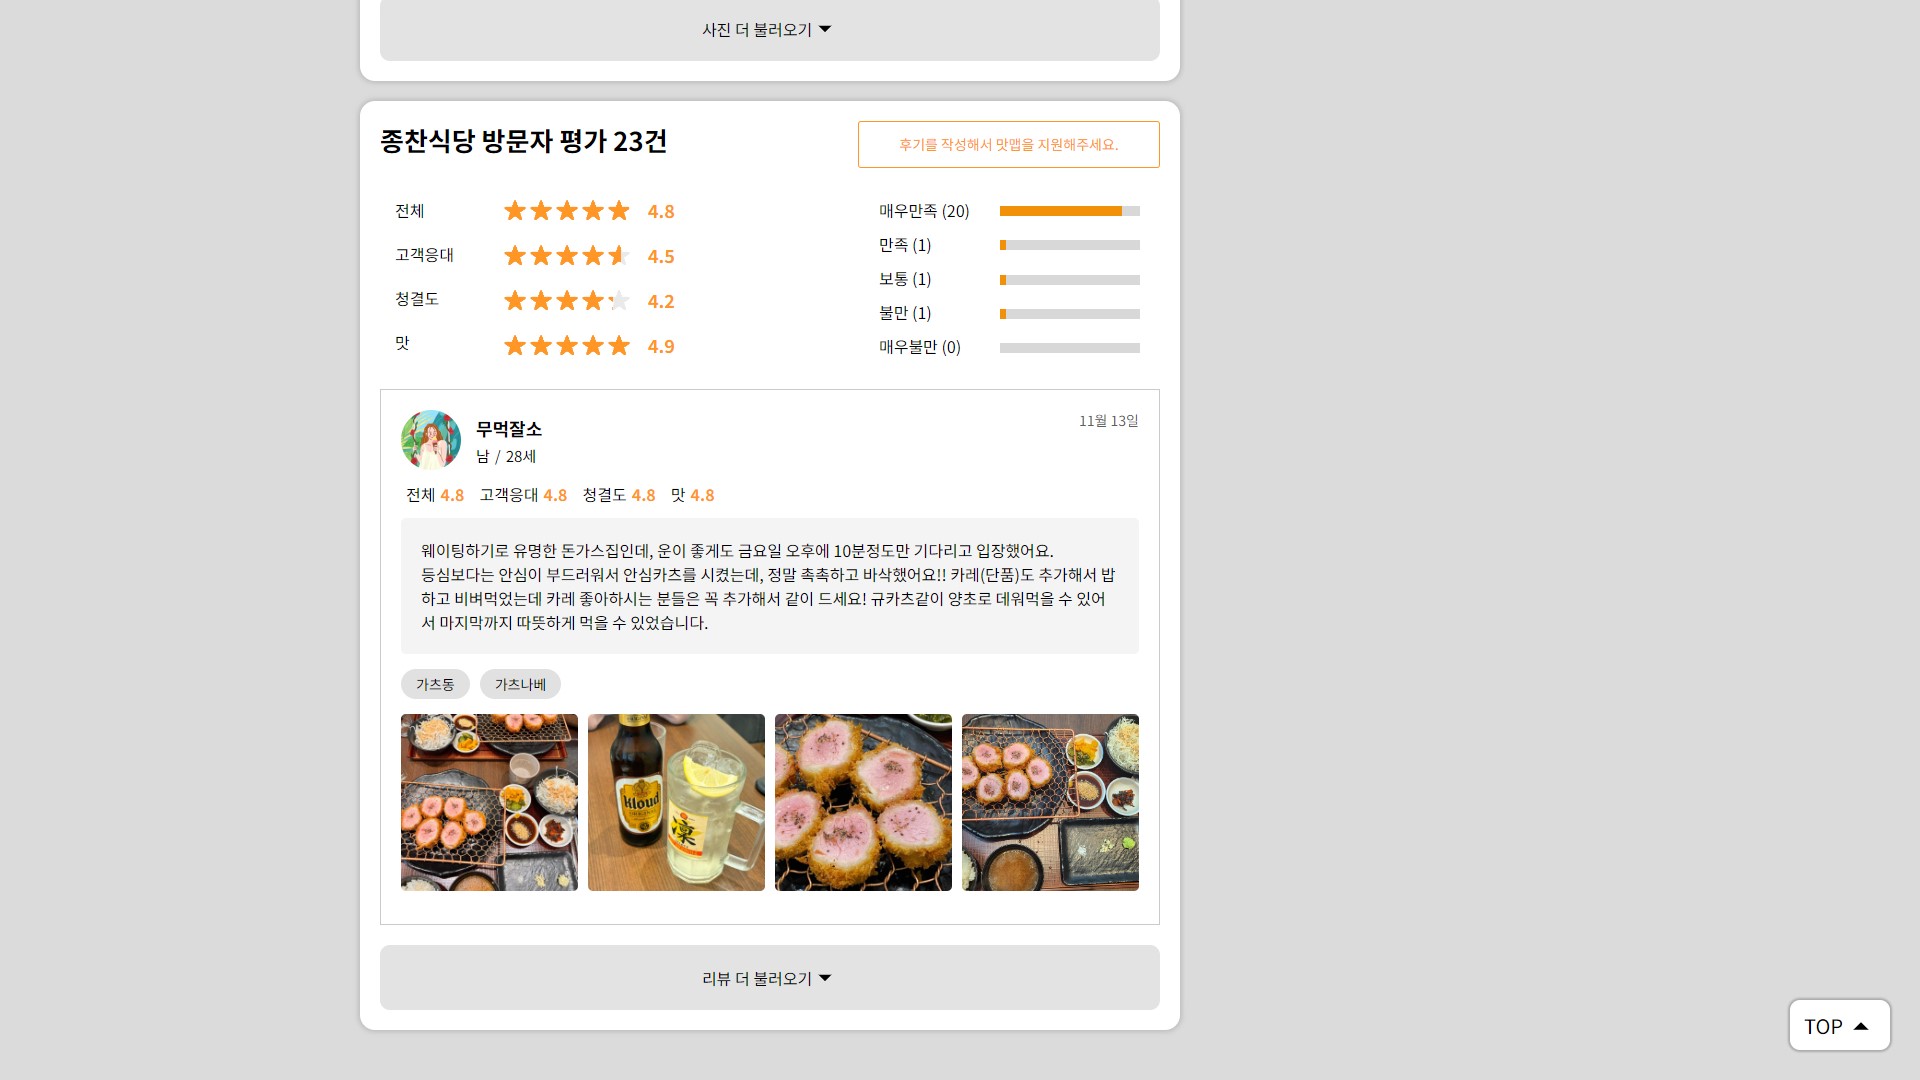 사진 더 불러오기
종찬식당 방문자 평가 23건
후기를 작성해서 맛맵을 지원해주세요.
전체 4.8
고객응대 4.5
청결도 4.2
맛 4.9
매우만족 (20)
만족 (1)
보통 (1)
불만 (1)
매우불만 (0)
무먹잘소
11월 13일
남 / 28세
전체 4.8 고객응대 4.8 청결도 4.8 맛 4.8
웨이팅하기로 유명한 돈가스집인데, 운이 좋게도 금요일 오후에 10분정도만 기다리고 입장했어요.
등심보다는 안심이 부드러워서 안심카츠를 시켰는데, 정말 촉촉하고 바삭했어요!! 카레(단품)도 추가해서 밥
하고 비벼먹었는데 카레 좋아하시는 분들은 꼭 추가해서 같이 드세요! 규카츠같이 양초로 데워먹을 수 있어
서 마지막까지 따뜻하게 먹을 수 있었습니다.
가츠동 가츠나베
Kloud
凜
리뷰 더 불러오기
TOP